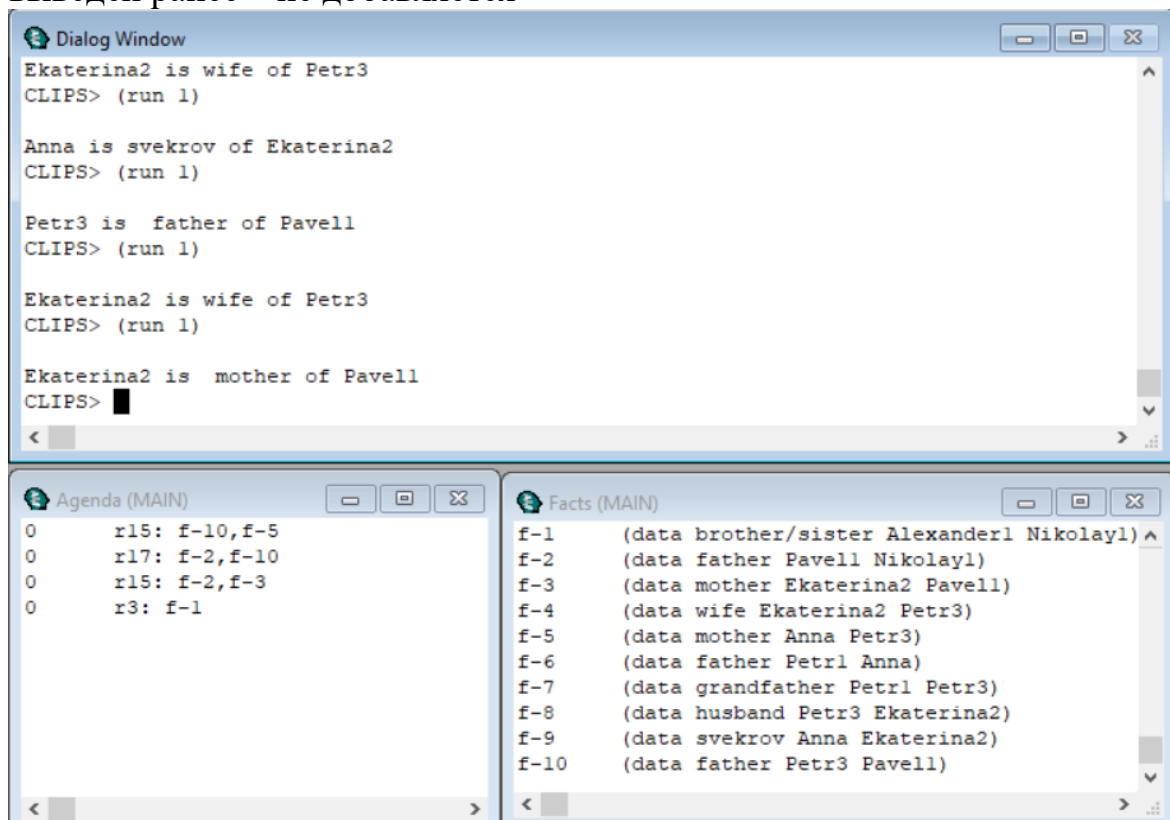 выведен ранее – не добавляется
Dialog Window
Ekaterina2 is wife of Petr3
CLIPS> (run 1)
Anna is svekrov of Ekaterina2
CLIPS> (run 1)
Petr3 is  father of Pavel1
CLIPS> (run 1)
Ekaterina2 is wife of Petr3
CLIPS> (run 1)
Ekaterina2 is  mother of Pavel1
CLIPS>
Agenda (MAIN)
0 r15: f-10,f-5
0 r17: f-2,f-10
0 r15: f-2,f-3
0 r3: f-1
Facts (MAIN)
f-1 (data brother/sister Alexander1 Nikolay1)
f-2 (data father Pavel1 Nikolay1)
f-3 (data mother Ekaterina2 Pavel1)
f-4 (data wife Ekaterina2 Petr3)
f-5 (data mother Anna Petr3)
f-6 (data father Petr1 Anna)
f-7 (data grandfather Petr1 Petr3)
f-8 (data husband Petr3 Ekaterina2)
f-9 (data svekrov Anna Ekaterina2)
f-10 (data father Petr3 Pavel1)